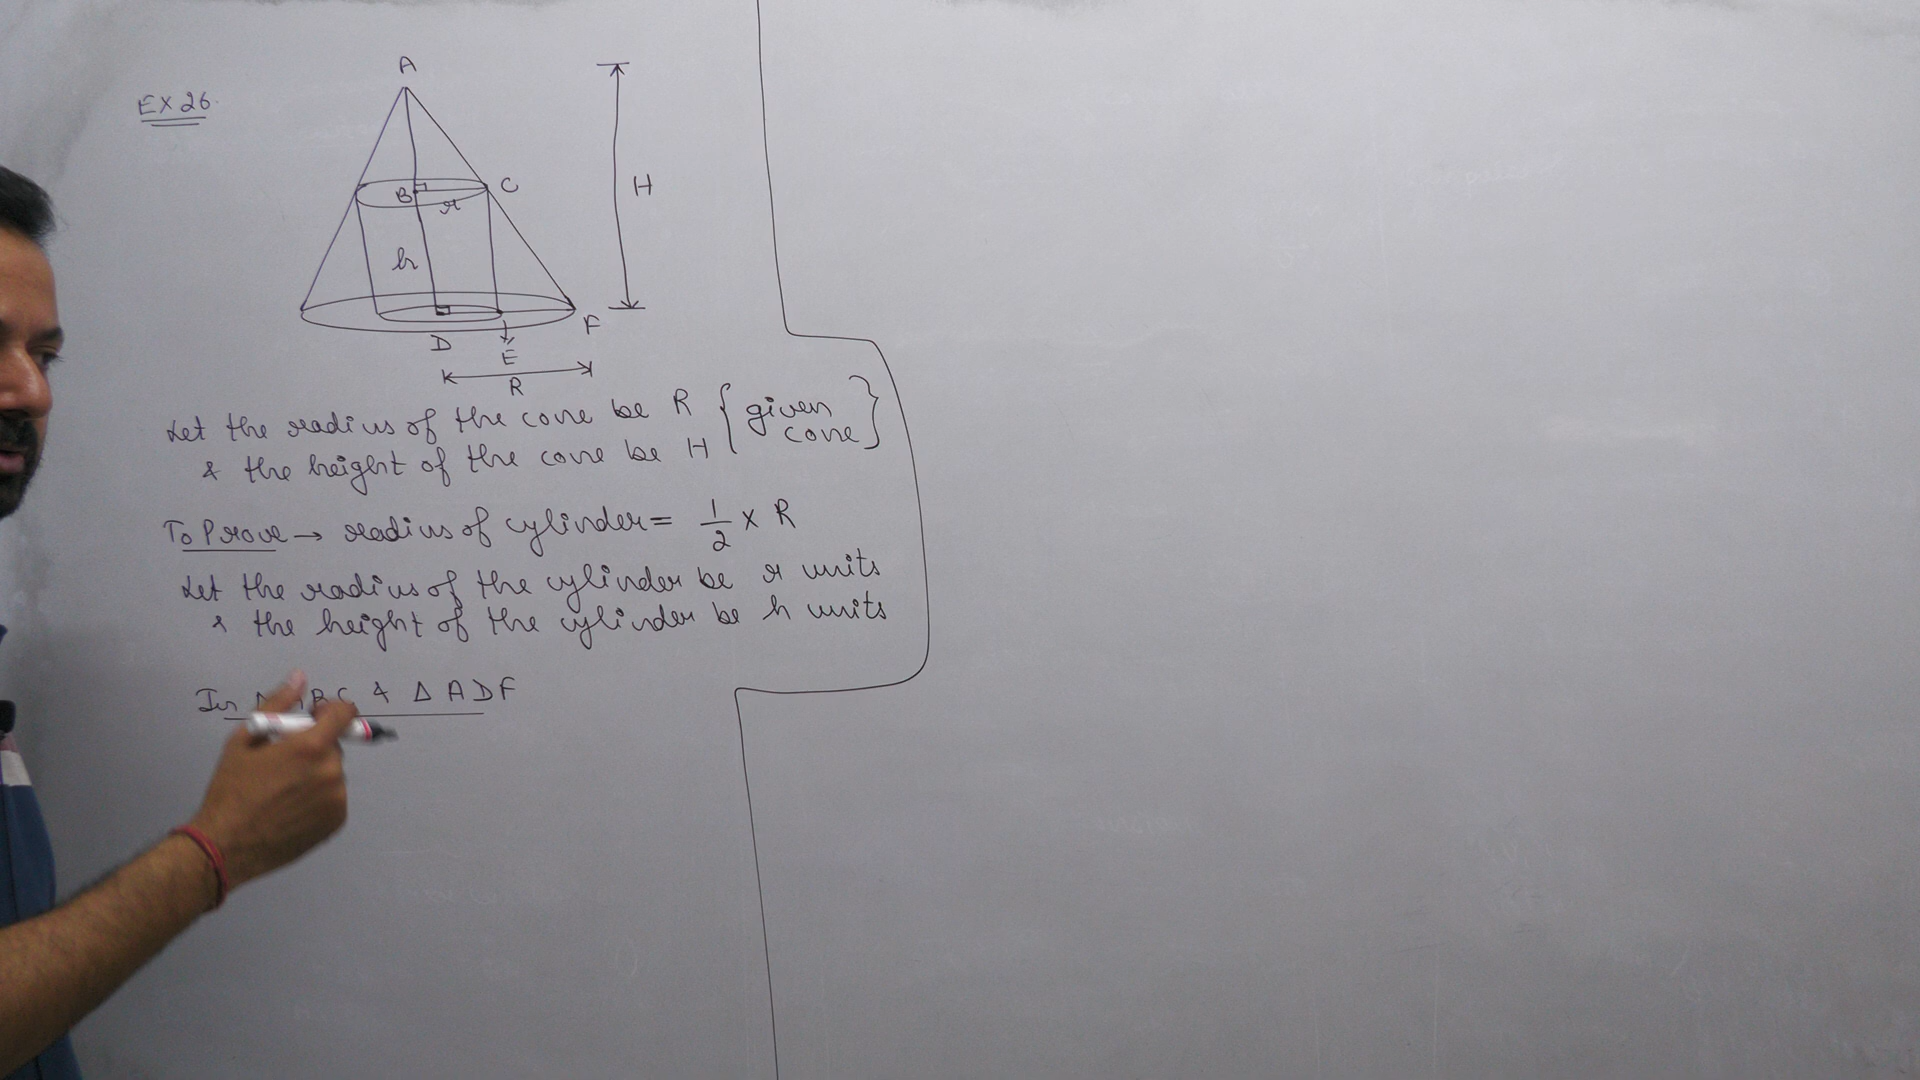 EX 26
A
B
C
r
H
h
D
E
F
R
Let the radius of the cone be R { given cone }
& the height of the cone be H
To Prove → radius of cylinder = 1/2 × R
Let the radius of the cylinder be r units
& the height of the cylinder be h units
In Δ ABC & Δ ADF